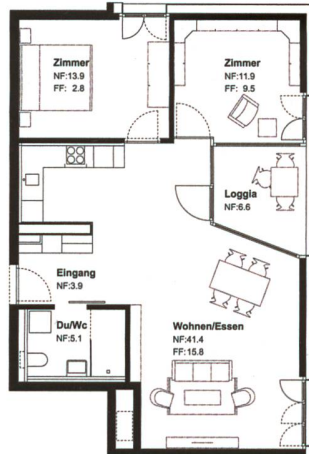 Zimmer
NF:13.9
FF: 2.8
Zimmer
NF:11.9
FF: 9.5
Loggia
NF:6.6
Eingang
NF:3.9
Du/Wc
NF:5.1
Wohnen/Essen
NF:41.4
FF:15.8